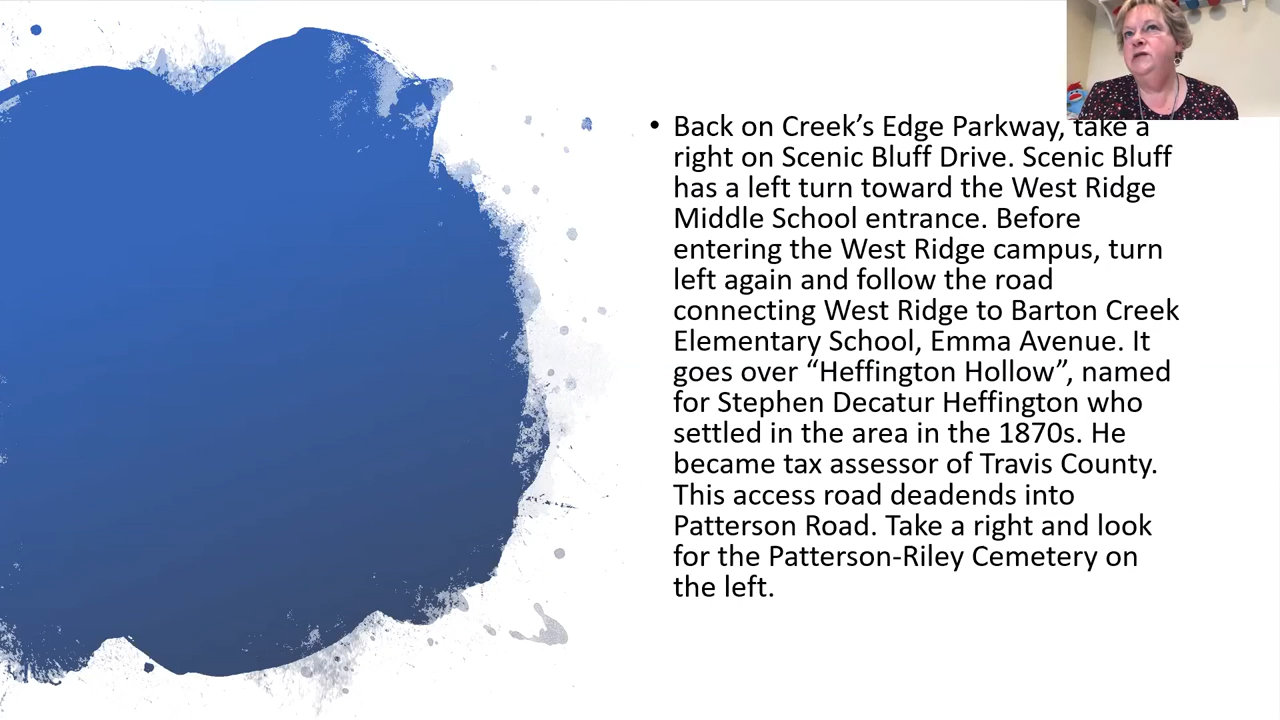 • Back on Creek’s Edge Parkway, take a
right on Scenic Bluff Drive. Scenic Bluff
has a left turn toward the West Ridge
Middle School entrance. Before
entering the West Ridge campus, turn
left again and follow the road
connecting West Ridge to Barton Creek
Elementary School, Emma Avenue. It
goes over “Heffington Hollow”, named
for Stephen Decatur Heffington who
settled in the area in the 1870s. He
became tax assessor of Travis County.
This access road deadends into
Patterson Road. Take a right and look
for the Patterson-Riley Cemetery on
the left.